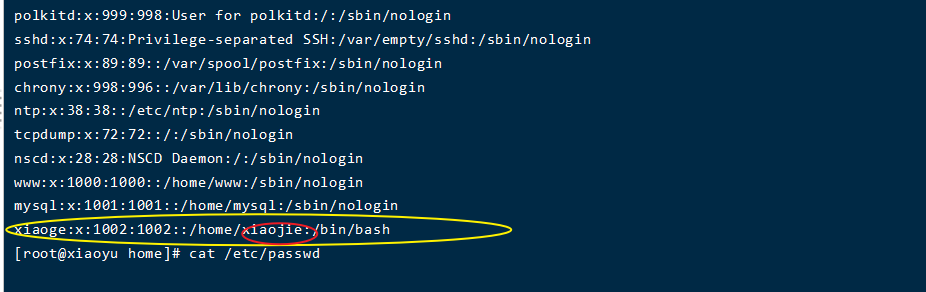 polkitd:x:999:998:User for polkitd:/:/sbin/nologin
sshd:x:74:74:Privilege-separated SSH:/var/empty/sshd:/sbin/nologin
postfix:x:89:89::/var/spool/postfix:/sbin/nologin
chrony:x:998:996::/var/lib/chrony:/sbin/nologin
ntp:x:38:38::/etc/ntp:/sbin/nologin
tcpdump:x:72:72::/:/sbin/nologin
nscd:x:28:28:NSCD Daemon:/:/sbin/nologin
www:x:1000:1000::/home/www:/sbin/nologin
mysql:x:1001:1001::/home/mysql:/sbin/nologin
xiaoge:x:1002:1002::/home/xiaojie:/bin/bash
[root@xiaoyu home]# cat /etc/passwd